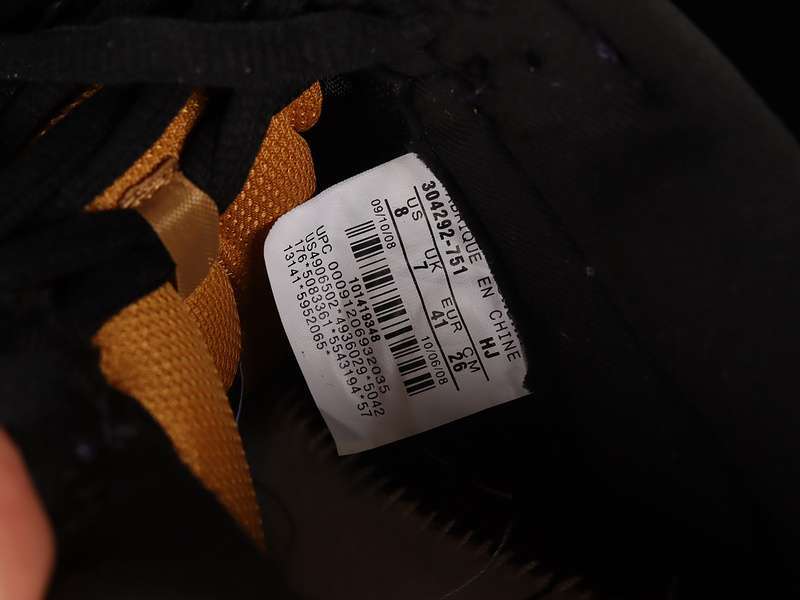 FABRIQUE EN CHINE
304292-751 HJ
US UK EUR CM
8 7 41 26
09/10/08 10/06/08
101419348
UPC 00091206932035
US4906502*4936029*5042
176*5083361*5543194*57
13141*5952065*